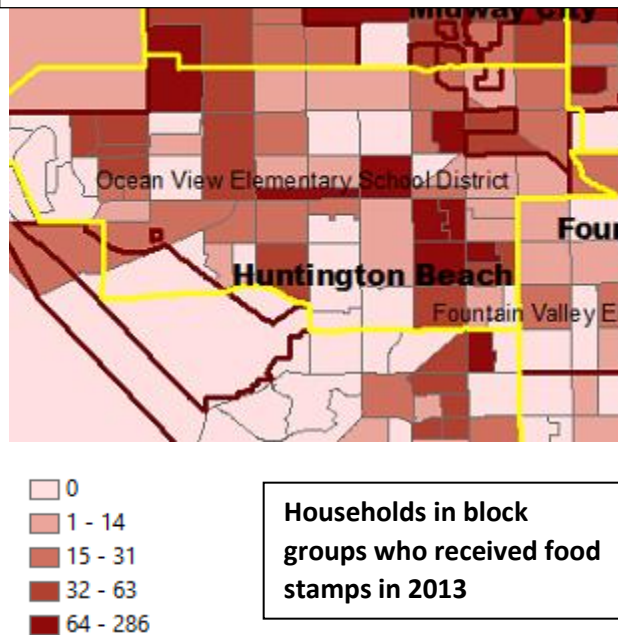 Midway City
Ocean View Elementary School District
Foun
Huntington Beach
Fountain Valley E
0
1 - 14
15 - 31
32 - 63
64 - 286
Households in block
groups who received food
stamps in 2013